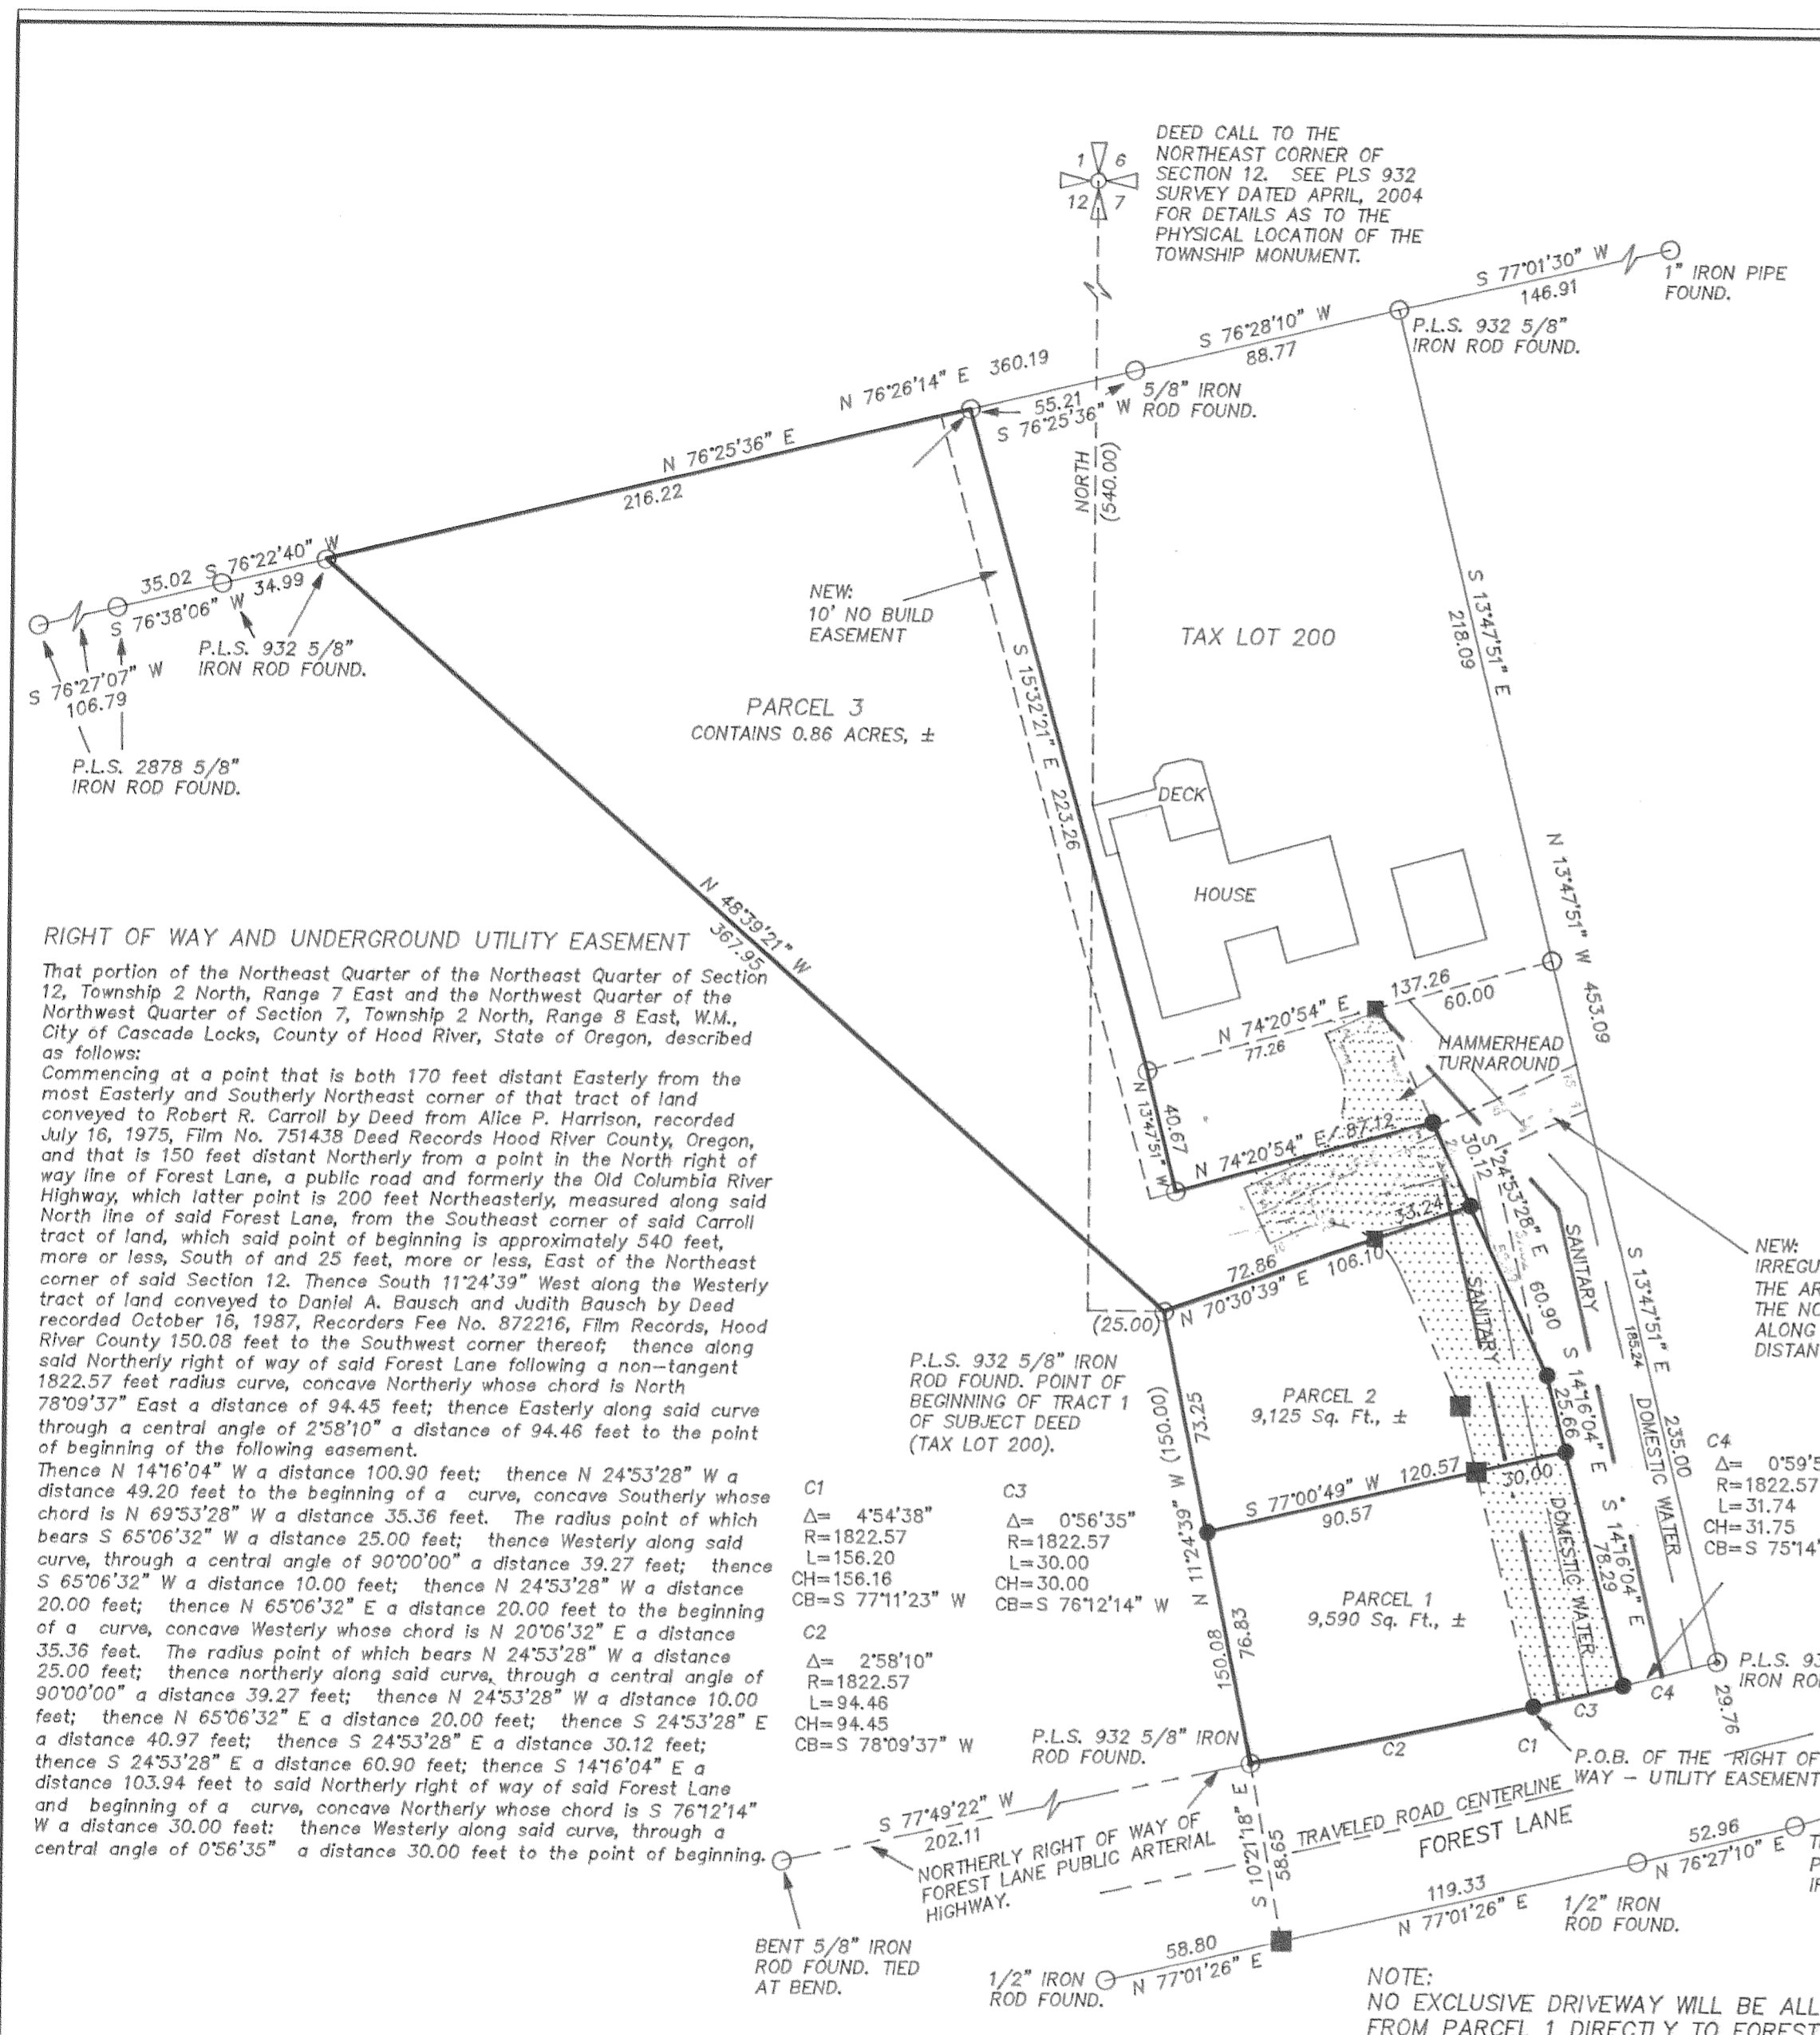 DEED CALL TO THE
NORTHEAST CORNER OF
SECTION 12. SEE PLS 932
SURVEY DATED APRIL, 2004
FOR DETAILS AS TO THE
PHYSICAL LOCATION OF THE
TOWNSHIP MONUMENT.
1 6
12 7
S 77°01'30" W
146.91
1" IRON PIPE
FOUND.
P.L.S. 932 5/8"
IRON ROD FOUND.
S 76°28'10" W
88.77
N 76°26'14" E 360.19
5/8" IRON
ROD FOUND.
55.21
S 76°25'36" W
N 76°25'36" E
216.22
NORTH
(540.00)
35.02 S 76°22'40" W
34.99
S 76°38'06" W
P.L.S. 932 5/8"
IRON ROD FOUND.
S 76°27'07" W
106.79
P.L.S. 2878 5/8"
IRON ROD FOUND.
NEW:
10' NO BUILD
EASEMENT
S 15°32'21" E 223.26
TAX LOT 200
S 13°47'51" E
218.09
PARCEL 3
CONTAINS 0.86 ACRES, ±
DECK
HOUSE
N 13°47'51" W 453.09
N 48°39'21" W
367.95
137.26
60.00
N 74°20'54" E
77.26
HAMMERHEAD
TURNAROUND
N 13°47'51" W
40.67
N 74°20'54" E 87.12
30.12
S 24°53'28" E 60.90
33.24
72.86
N 70°30'39" E 106.10
(25.00)
SANITARY
SANITARY
S 13°47'51" E 235.00
185.24
DOMESTIC WATER
NEW:
IRREGU
THE AR
THE NO
ALONG
DISTAN
P.L.S. 932 5/8" IRON
ROD FOUND. POINT OF
BEGINNING OF TRACT 1
OF SUBJECT DEED
(TAX LOT 200).
N 11°24'39" W (150.00)
150.08
73.25
76.83
PARCEL 2
9,125 Sq. Ft., ±
S 14°16'04" E
25.66
S 77°00'49" W 120.57
90.57
30.00
DOMESTIC WATER
S 14°16'04" E
78.29
PARCEL 1
9,590 Sq. Ft., ±
C1
Δ= 4°54'38"
R=1822.57
L=156.20
CH=156.16
CB=S 77°11'23" W
C2
Δ= 2°58'10"
R=1822.57
L=94.46
CH=94.45
CB=S 78°09'37" W
C3
Δ= 0°56'35"
R=1822.57
L=30.00
CH=30.00
CB=S 76°12'14" W
C4
Δ= 0°59'5
R=1822.57
L=31.74
CH=31.75
CB=S 75°14'
P.L.S. 93
IRON RO
29.76
C4
C3
C2
C1
P.O.B. OF THE RIGHT OF
WAY – UTILITY EASEMENT
P.L.S. 932 5/8" IRON
ROD FOUND.
S 77°49'22" W
202.11
NORTHERLY RIGHT OF WAY OF
FOREST LANE PUBLIC ARTERIAL
HIGHWAY.
S 10°21'18" E
58.65
TRAVELED ROAD CENTERLINE
FOREST LANE
52.96
N 76°27'10" E
119.33
N 77°01'26" E
1/2" IRON
ROD FOUND.
58.80
N 77°01'26" E
1/2" IRON
ROD FOUND.
BENT 5/8" IRON
ROD FOUND. TIED
AT BEND.
NOTE:
NO EXCLUSIVE DRIVEWAY WILL BE ALL
FROM PARCEL 1 DIRECTLY TO FOREST
RIGHT OF WAY AND UNDERGROUND UTILITY EASEMENT
That portion of the Northeast Quarter of the Northeast Quarter of Section
12, Township 2 North, Range 7 East and the Northwest Quarter of the
Northwest Quarter of Section 7, Township 2 North, Range 8 East, W.M.,
City of Cascade Locks, County of Hood River, State of Oregon, described
as follows:
Commencing at a point that is both 170 feet distant Easterly from the
most Easterly and Southerly Northeast corner of that tract of land
conveyed to Robert R. Carroll by Deed from Alice P. Harrison, recorded
July 16, 1975, Film No. 751438 Deed Records Hood River County, Oregon,
and that is 150 feet distant Northerly from a point in the North right of
way line of Forest Lane, a public road and formerly the Old Columbia River
Highway, which latter point is 200 feet Northeasterly, measured along said
North line of said Forest Lane, from the Southeast corner of said Carroll
tract of land, which said point of beginning is approximately 540 feet,
more or less, South of and 25 feet, more or less, East of the Northeast
corner of said Section 12. Thence South 11°24'39" West along the Westerly
tract of land conveyed to Daniel A. Bausch and Judith Bausch by Deed
recorded October 16, 1987, Recorders Fee No. 872216, Film Records, Hood
River County 150.08 feet to the Southwest corner thereof; thence along
said Northerly right of way of said Forest Lane following a non-tangent
1822.57 feet radius curve, concave Northerly whose chord is North
78°09'37" East a distance of 94.45 feet; thence Easterly along said curve
through a central angle of 2°58'10" a distance of 94.46 feet to the point
of beginning of the following easement.
Thence N 14°16'04" W a distance 100.90 feet; thence N 24°53'28" W a
distance 49.20 feet to the beginning of a curve, concave Southerly whose
chord is N 69°53'28" W a distance 35.36 feet. The radius point of which
bears S 65°06'32" W a distance 25.00 feet; thence Westerly along said
curve, through a central angle of 90°00'00" a distance 39.27 feet; thence
S 65°06'32" W a distance 10.00 feet; thence N 24°53'28" W a distance
20.00 feet; thence N 65°06'32" E a distance 20.00 feet to the beginning
of a curve, concave Westerly whose chord is N 20°06'32" E a distance
35.36 feet. The radius point of which bears N 24°53'28" W a distance
25.00 feet; thence northerly along said curve, through a central angle of
90°00'00" a distance 39.27 feet; thence N 24°53'28" W a distance 10.00
feet; thence N 65°06'32" E a distance 20.00 feet; thence S 24°53'28" E
a distance 40.97 feet; thence S 24°53'28" E a distance 30.12 feet;
thence S 24°53'28" E a distance 60.90 feet; thence S 14°16'04" E a
distance 103.94 feet to said Northerly right of way of said Forest Lane
and beginning of a curve, concave Northerly whose chord is S 76°12'14"
W a distance 30.00 feet: thence Westerly along said curve, through a
central angle of 0°56'35" a distance 30.00 feet to the point of beginning.